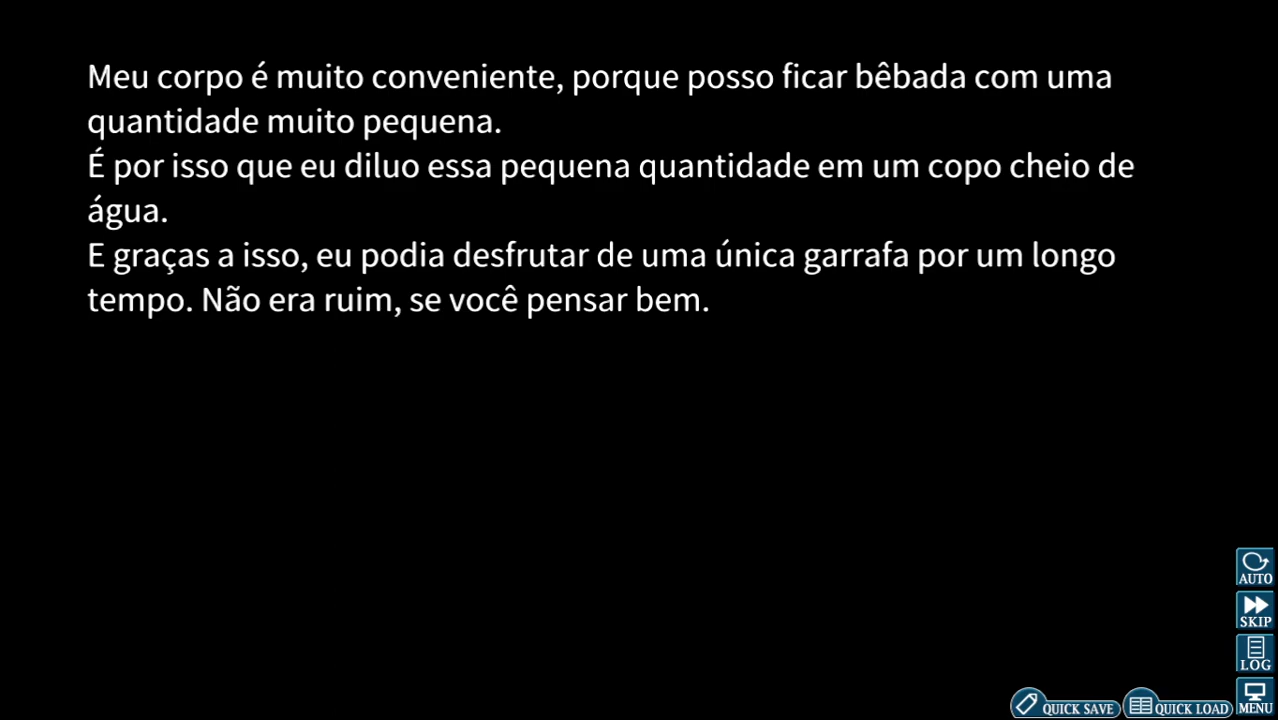 Meu corpo é muito conveniente, porque posso ficar bêbada com uma
quantidade muito pequena.
É por isso que eu diluo essa pequena quantidade em um copo cheio de
água.
E graças a isso, eu podia desfrutar de uma única garrafa por um longo
tempo. Não era ruim, se você pensar bem.
AUTO
SKIP
LOG
QUICK SAVE
QUICK LOAD
MENU